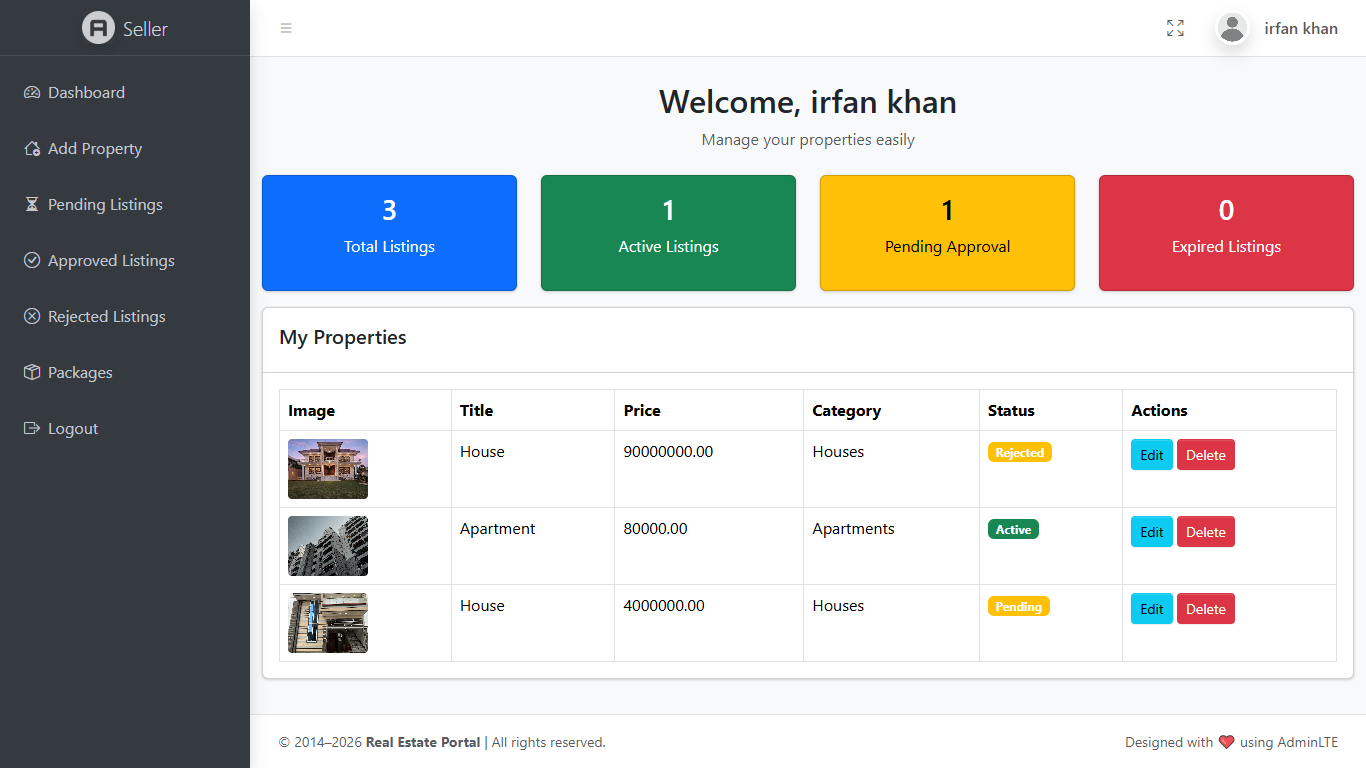 Seller
irfan khan
Dashboard
Add Property
Pending Listings
Approved Listings
Rejected Listings
Packages
Logout
Welcome, irfan khan
Manage your properties easily
3
Total Listings
1
Active Listings
1
Pending Approval
0
Expired Listings
My Properties
Image Title Price Category Status Actions
House 90000000.00 Houses Rejected Edit Delete
Apartment 80000.00 Apartments Active Edit Delete
House 4000000.00 Houses Pending Edit Delete
© 2014–2026 Real Estate Portal | All rights reserved.
Designed with ❤️ using AdminLTE